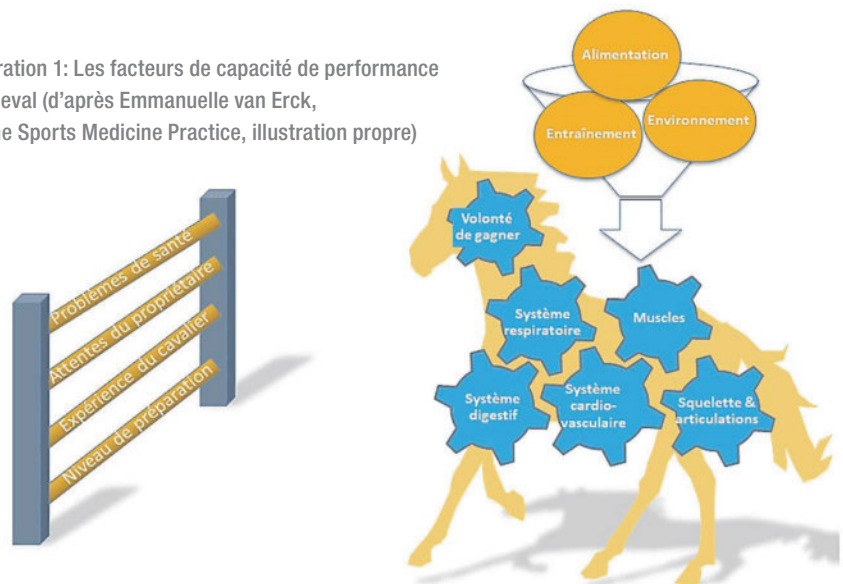 ration 1: Les facteurs de capacité de performance
eval (d'après Emmanuelle van Erck,
ne Sports Medicine Practice, illustration propre)
Problèmes de santé
Attentes du propriétaire
Expérience du cavalier
Niveau de préparation
Alimentation
Entraînement
Environnement
Volonté
de gagner
Système
respiratoire
Muscles
Système
digestif
Système
cardio-
vasculaire
Squelette &
articulations